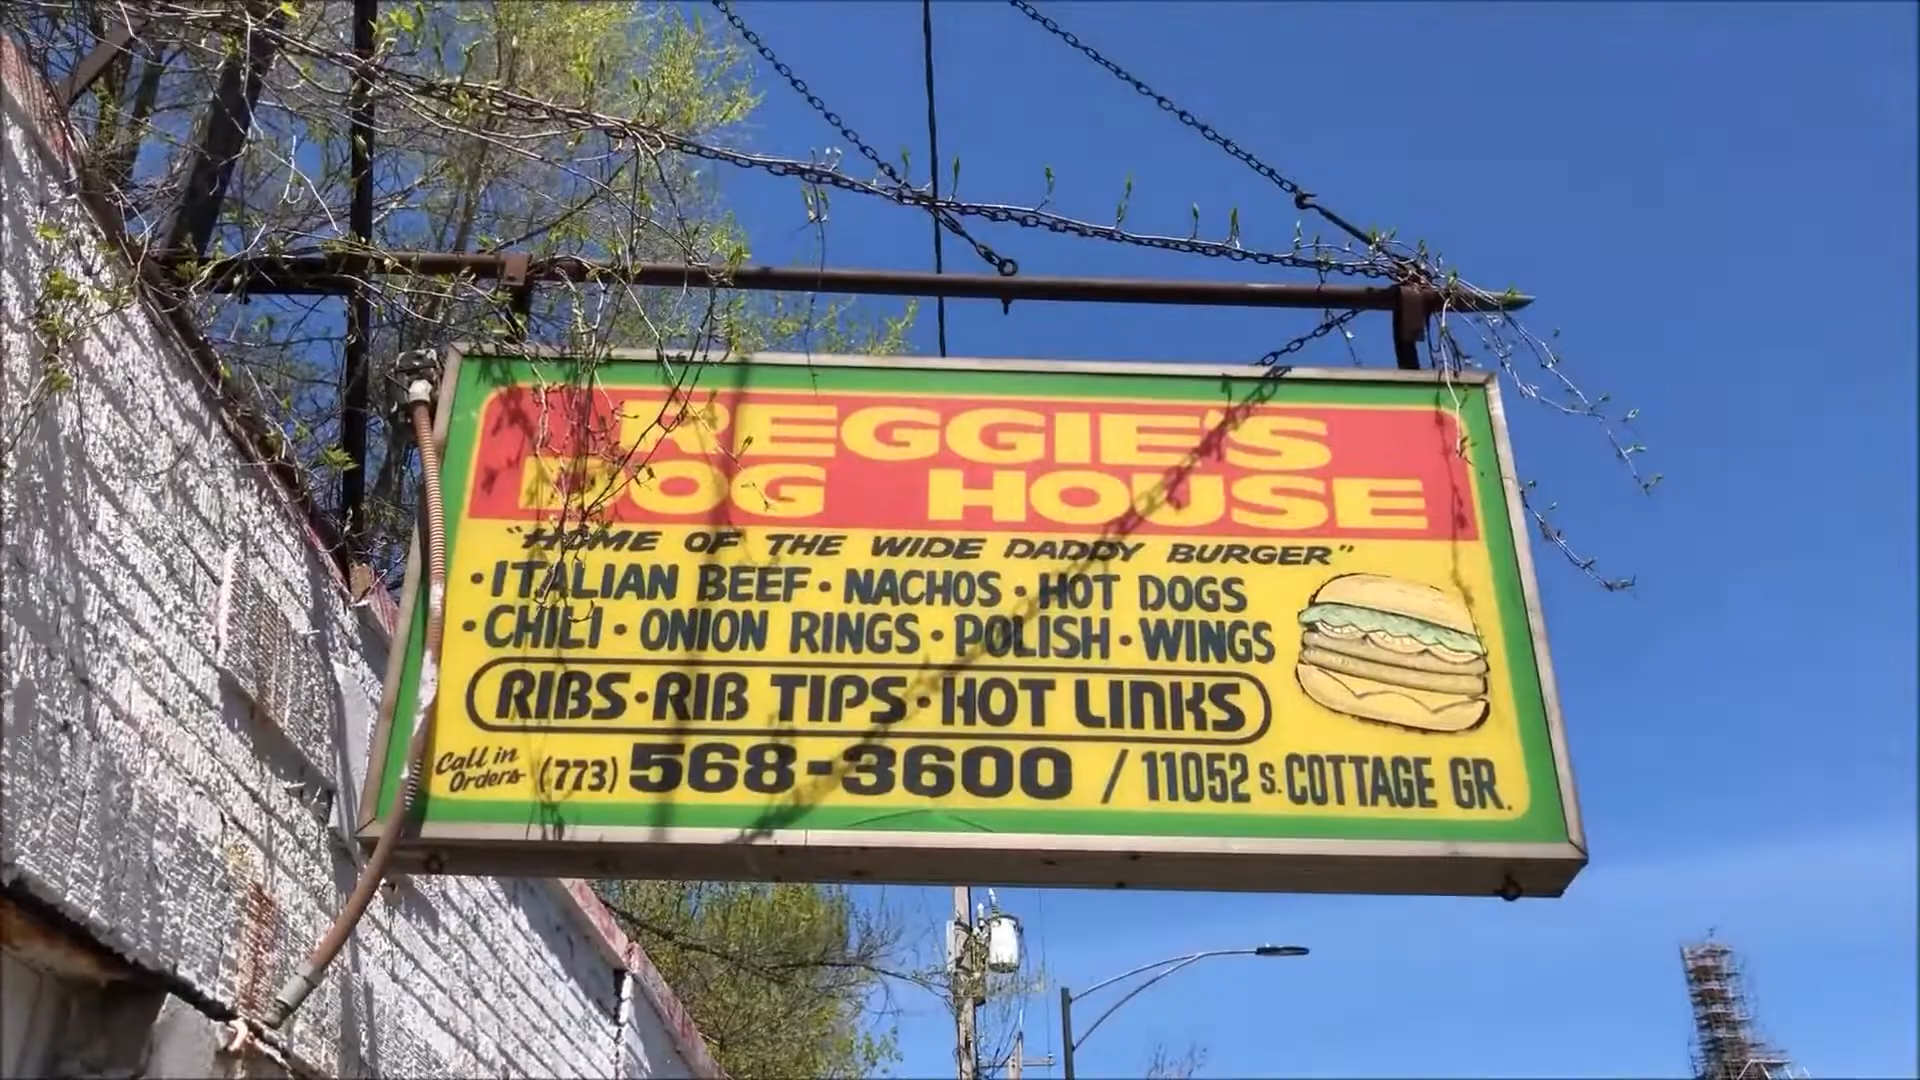 REGGIE'S
DOG HOUSE
"HOME OF THE WIDE DADDY BURGER"
•ITALIAN BEEF•NACHOS•HOT DOGS
•CHILI•ONION RINGS•POLISH•WINGS
RIBS•RIB TIPS•HOT LINKS
Call in Orders (773) 568-3600 / 11052 S. COTTAGE GR.